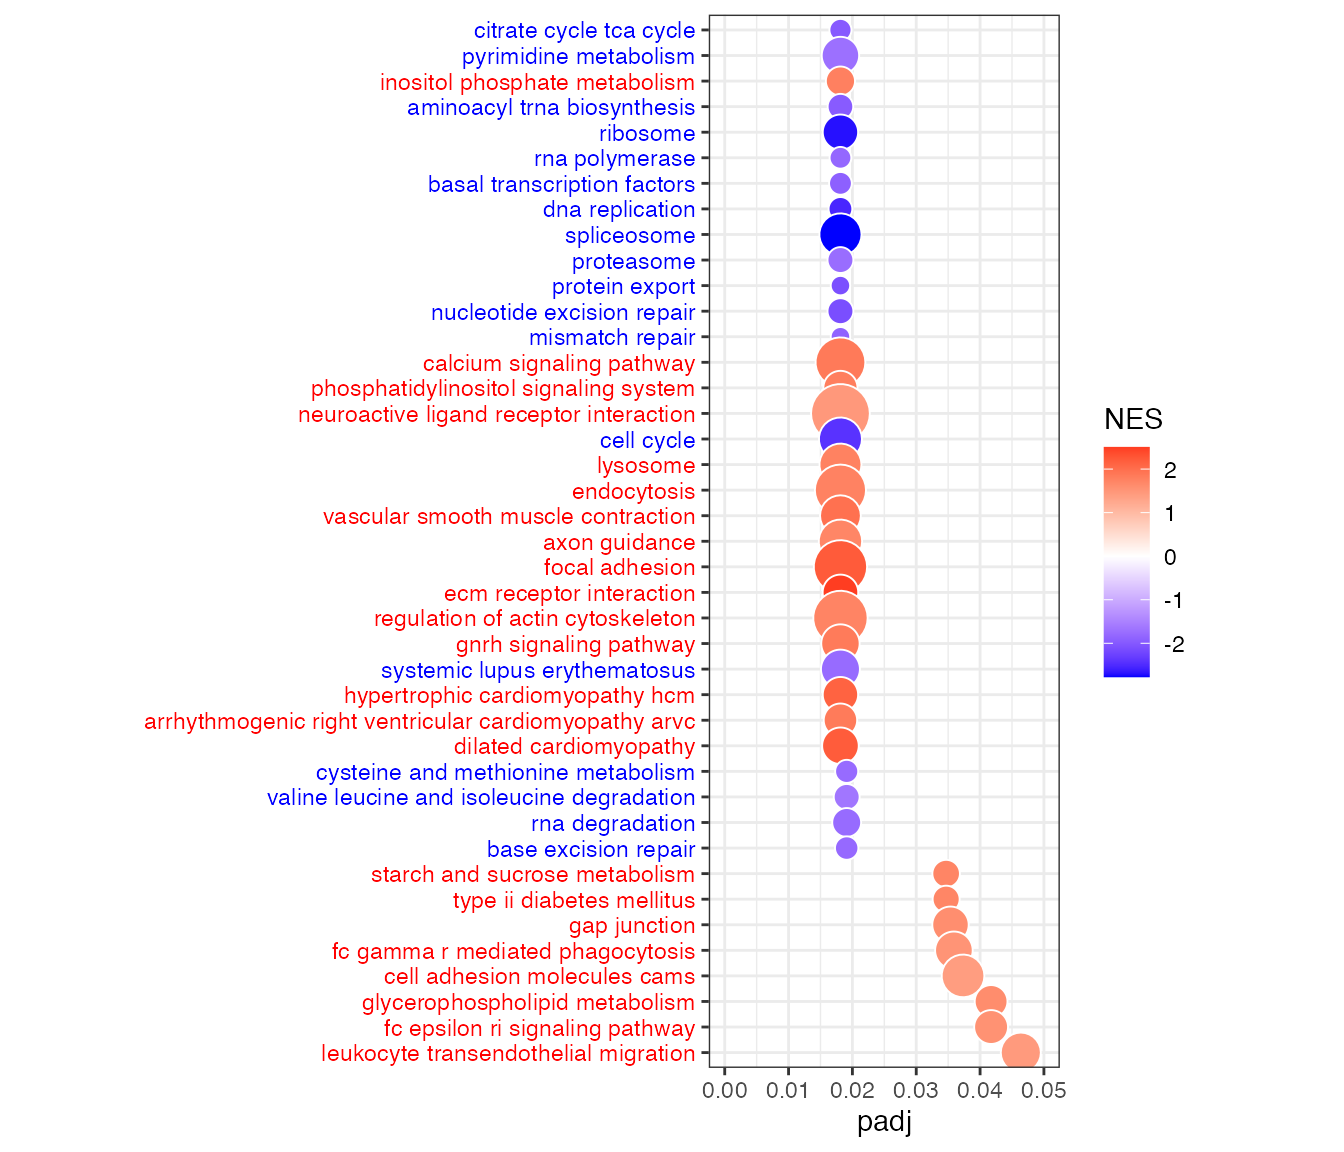 citrate cycle tca cycle
pyrimidine metabolism
inositol phosphate metabolism
aminoacyl trna biosynthesis
ribosome
rna polymerase
basal transcription factors
dna replication
spliceosome
proteasome
protein export
nucleotide excision repair
mismatch repair
calcium signaling pathway
phosphatidylinositol signaling system
neuroactive ligand receptor interaction
cell cycle
lysosome
endocytosis
vascular smooth muscle contraction
axon guidance
focal adhesion
ecm receptor interaction
regulation of actin cytoskeleton
gnrh signaling pathway
systemic lupus erythematosus
hypertrophic cardiomyopathy hcm
arrhythmogenic right ventricular cardiomyopathy arvc
dilated cardiomyopathy
cysteine and methionine metabolism
valine leucine and isoleucine degradation
rna degradation
base excision repair
starch and sucrose metabolism
type ii diabetes mellitus
gap junction
fc gamma r mediated phagocytosis
cell adhesion molecules cams
glycerophospholipid metabolism
fc epsilon ri signaling pathway
leukocyte transendothelial migration
0.00 0.01 0.02 0.03 0.04 0.05
padj
NES
2
1
0
-1
-2